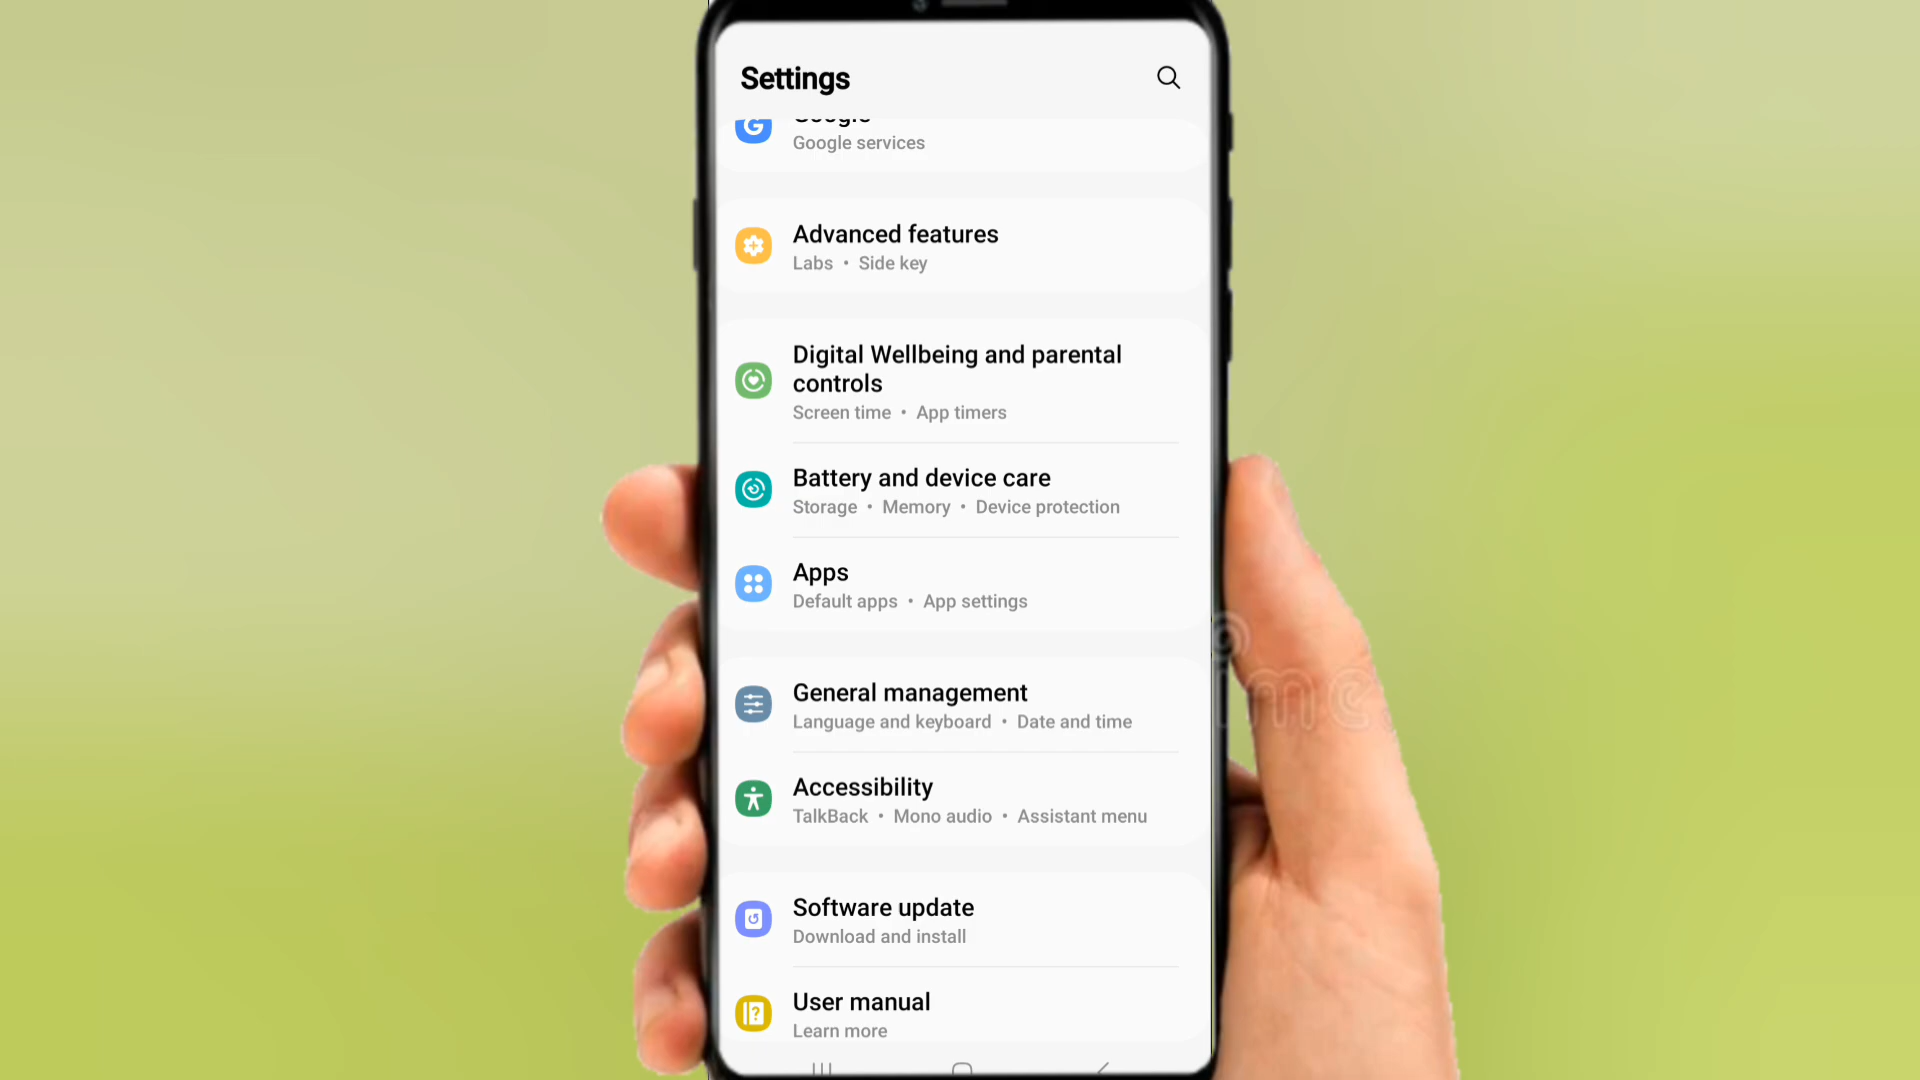 Settings
Google
Google services
Advanced features
Labs • Side key
Digital Wellbeing and parental
controls
Screen time • App timers
Battery and device care
Storage • Memory • Device protection
Apps
Default apps • App settings
General management
Language and keyboard • Date and time
Accessibility
TalkBack • Mono audio • Assistant menu
Software update
Download and install
User manual
Learn more